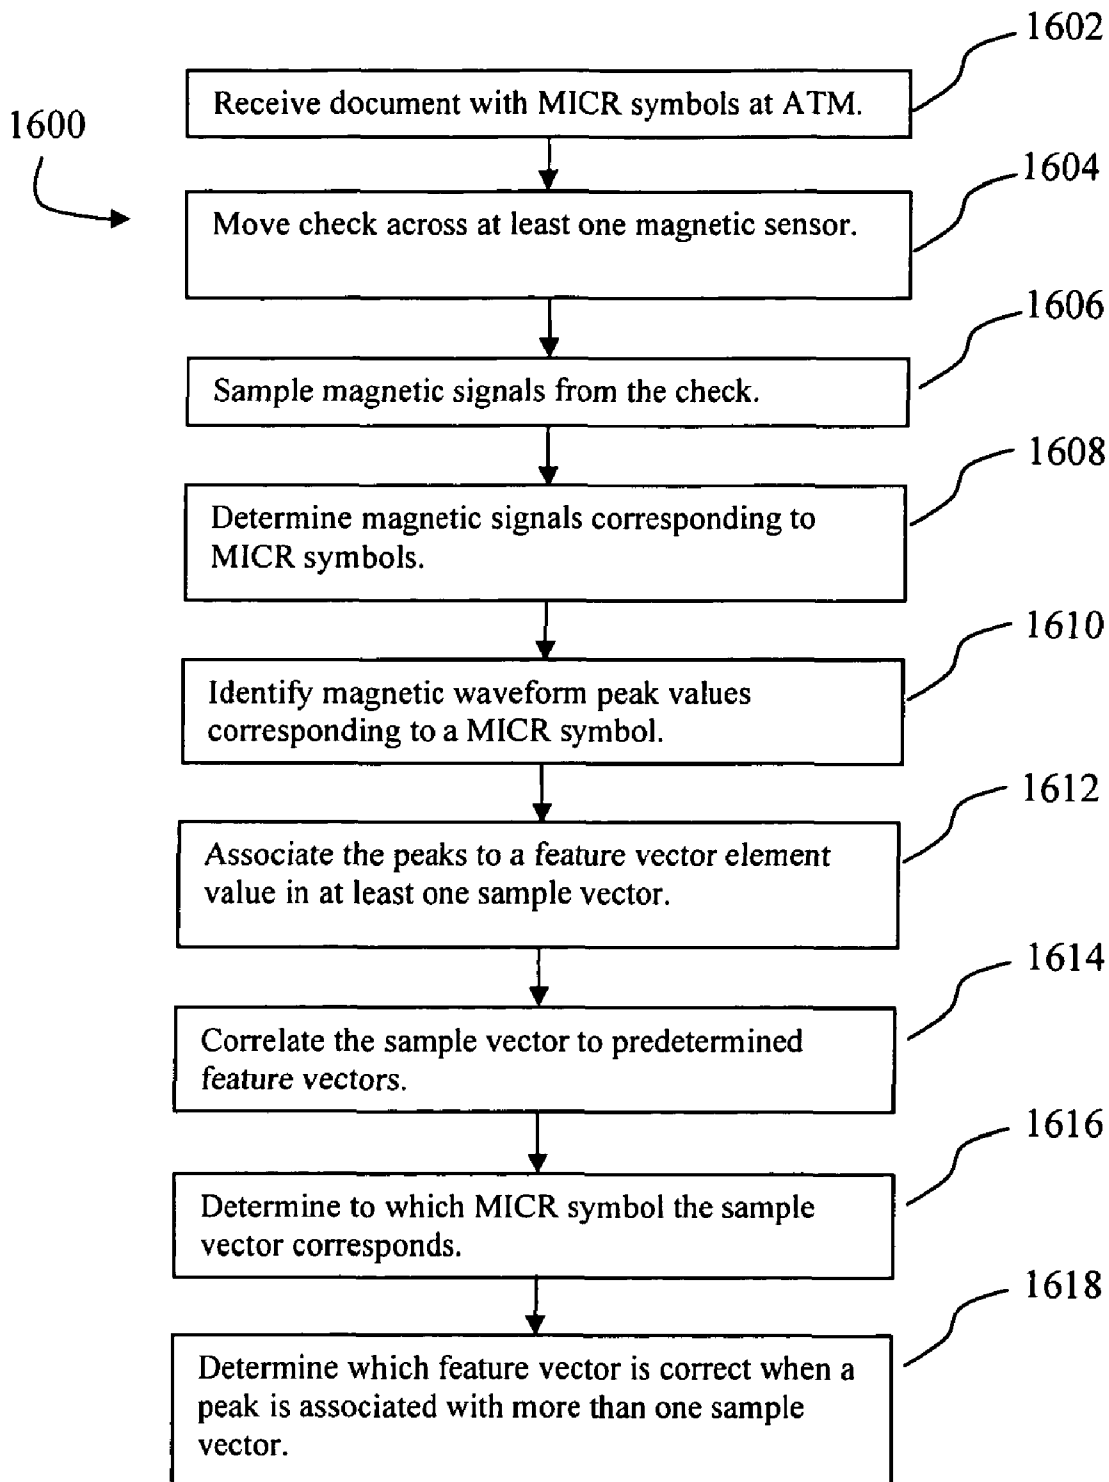 1602
Receive document with MICR symbols at ATM.
1600
1604
Move check across at least one magnetic sensor.
1606
Sample magnetic signals from the check.
1608
Determine magnetic signals corresponding to
MICR symbols.
1610
Identify magnetic waveform peak values
corresponding to a MICR symbol.
1612
Associate the peaks to a feature vector element
value in at least one sample vector.
1614
Correlate the sample vector to predetermined
feature vectors.
1616
Determine to which MICR symbol the sample
vector corresponds.
1618
Determine which feature vector is correct when a
peak is associated with more than one sample
vector.